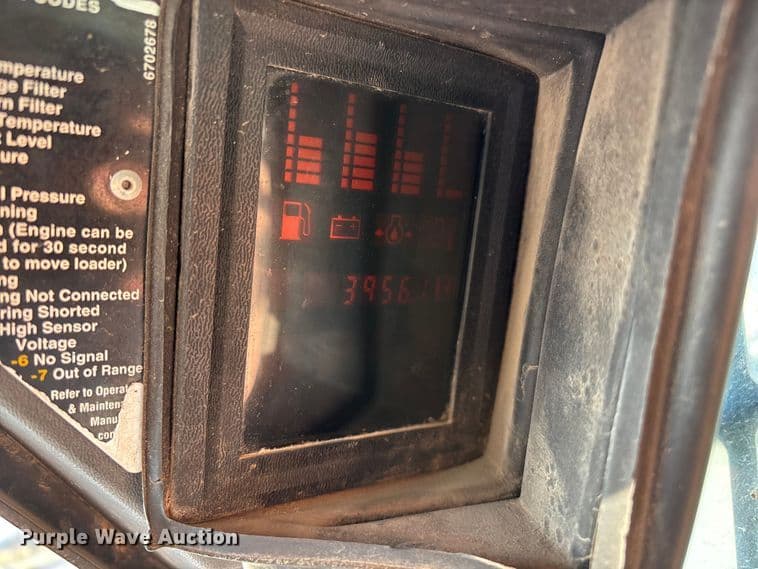 CODES
6702678
mperature
ge Filter
n Filter
Temperature
Level
ure
l Pressure
ning
(Engine can be
d for 30 second
to move loader)
ng
ng Not Connected
ring Shorted
High Sensor
Voltage
-6 No Signal
-7 Out of Range
Refer to Operat
& Mainten
Manu
con
3956
Purple Wave Auction